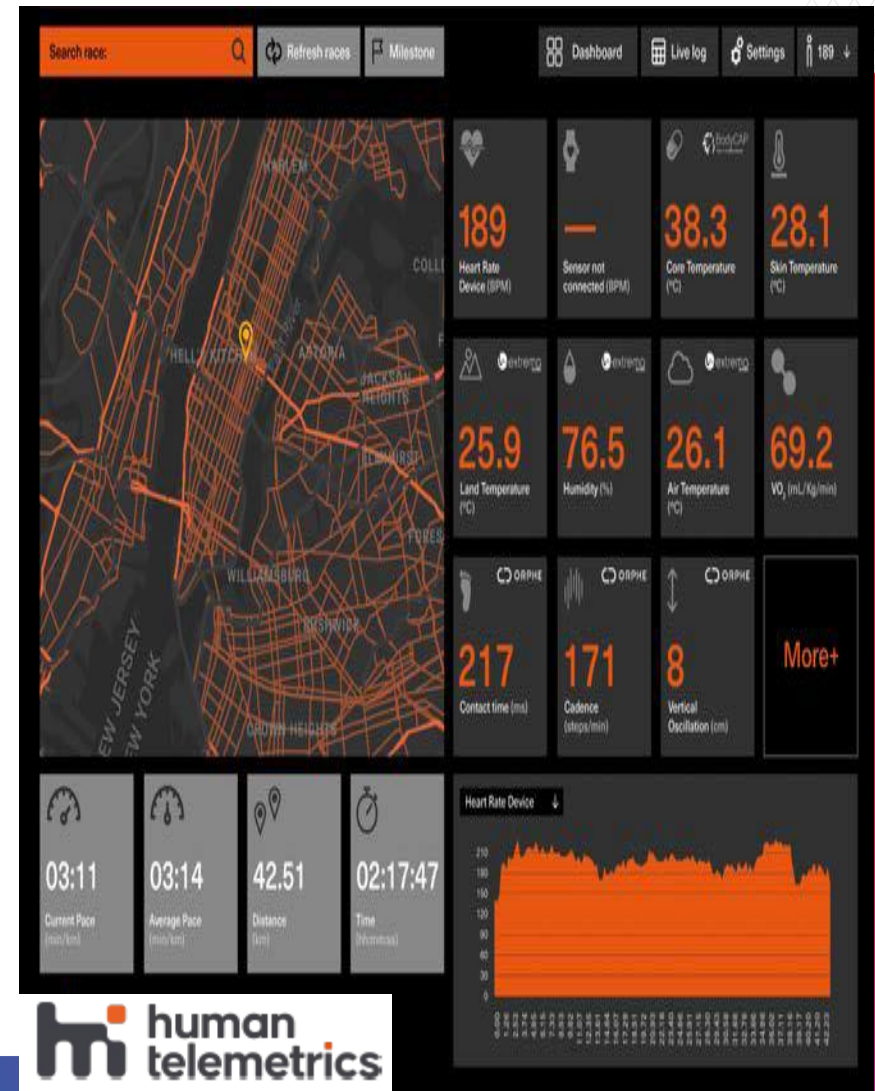 Search race:
Refresh races
Milestone
Dashboard
Live log
Settings
189
HARLEM
HELL'S KITCHEN
ASTORIA
JACKSON
HEIGHTS
ELMHURST
WILLIAMSBURG
BUSHWICK
CROWN HEIGHTS
NEW JERSEY
NEW YORK
189
Heart Rate
Device (BPM)
—
Sensor not
connected (BPM)
bodyCAP
38.3
Core Temperature
(°C)
28.1
Skin Temperature
(°C)
extremo
25.9
Land Temperature
(°C)
extremo
76.5
Humidity (%)
extremo
26.1
Air Temperature
(°C)
69.2
VO₂ (mL/Kg/min)
ORPHE
217
Contact time (ms)
ORPHE
171
Cadence
(steps/min)
ORPHE
8
Vertical
Oscillation (cm)
More+
03:11
Current Pace
(min/km)
03:14
Average Pace
(min/km)
42.51
Distance
(km)
02:17:47
Time
Heart Rate Device
210
180
150
120
90
60
30
0
human
telemetrics